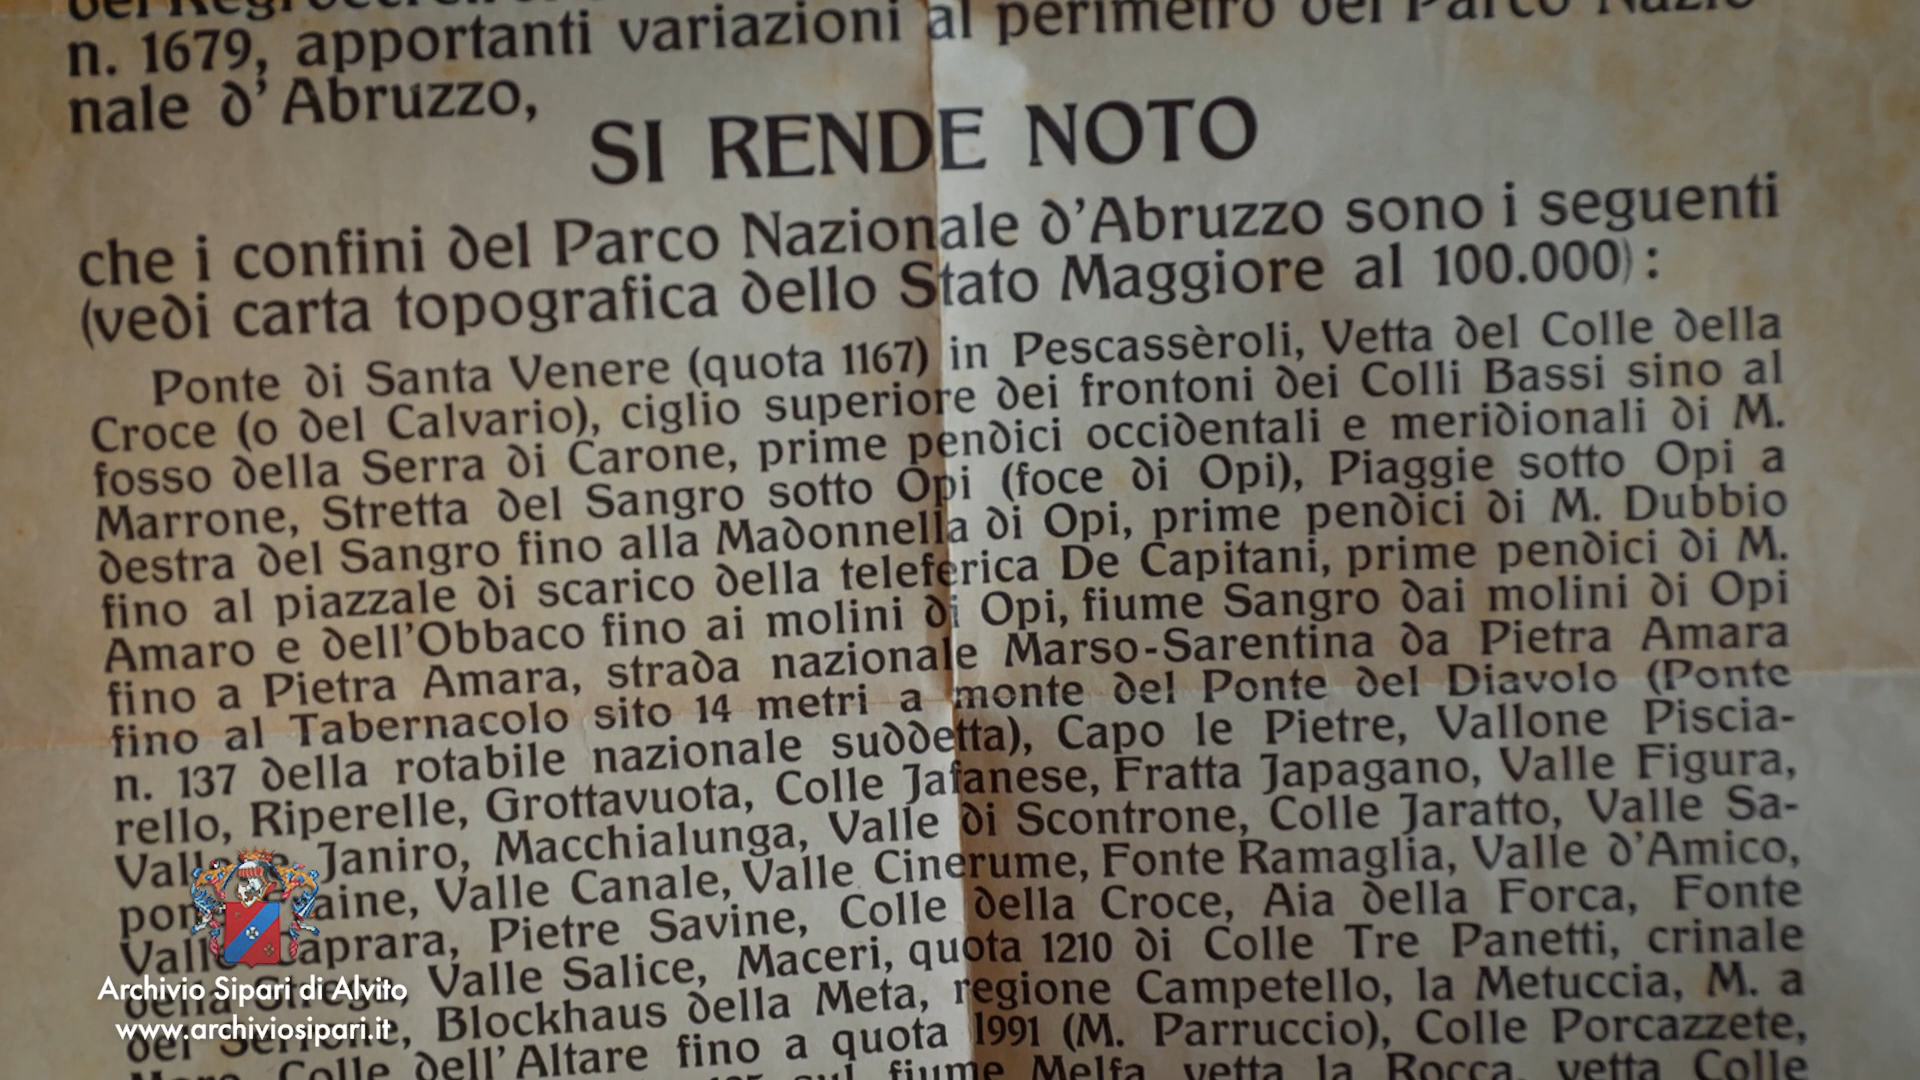 n. 1679, apportanti variazioni al perimetro del Parco Nazio-
nale d'Abruzzo,
SI RENDE NOTO
che i confini del Parco Nazionale d'Abruzzo sono i seguenti
(vedi carta topografica dello Stato Maggiore al 100.000):
Ponte di Santa Venere (quota 1167) in Pescassèroli, Vetta del Colle della
Croce (o del Calvario), ciglio superiore dei frontoni dei Colli Bassi sino al
fosso della Serra di Carone, prime pendici occidentali e meridionali di M.
Marrone, Stretta del Sangro sotto Opi (foce di Opi), Piaggie sotto Opi a
destra del Sangro fino alla Madonnella di Opi, prime pendici di M. Dubbio
fino al piazzale di scarico della teleferica De Capitani, prime pendici di M.
Amaro e dell'Obbaco fino ai molini di Opi, fiume Sangro dai molini di Opi
fino a Pietra Amara, strada nazionale Marso-Sarentina da Pietra Amara
fino al Tabernacolo sito 14 metri a monte del Ponte del Diavolo (Ponte
n. 137 della rotabile nazionale suddetta), Capo le Pietre, Vallone Piscia-
rello, Riperelle, Grottavuota, Colle Jafanese, Fratta Japagano, Valle Figura,
Janiro, Macchialunga, Valle di Scontrone, Colle Jaratto, Valle Sa-
Valle Canale, Valle Cinerume, Fonte Ramaglia, Valle d'Amico,
Caprara, Pietre Savine, Colle della Croce, Aia della Forca, Fonte
Valle Salice, Maceri, quota 1210 di Colle Tre Panetti, crinale
Blockhaus della Meta, regione Campetello, la Metuccia, M. a
Colle dell'Altare fino a quota 1991 (M. Parruccio), Colle Porcazzete,
sul fiume Melfa, vetta la Rocca, vetta Colle
Archivio Sipari di Alvito
www.archiviosipari.it